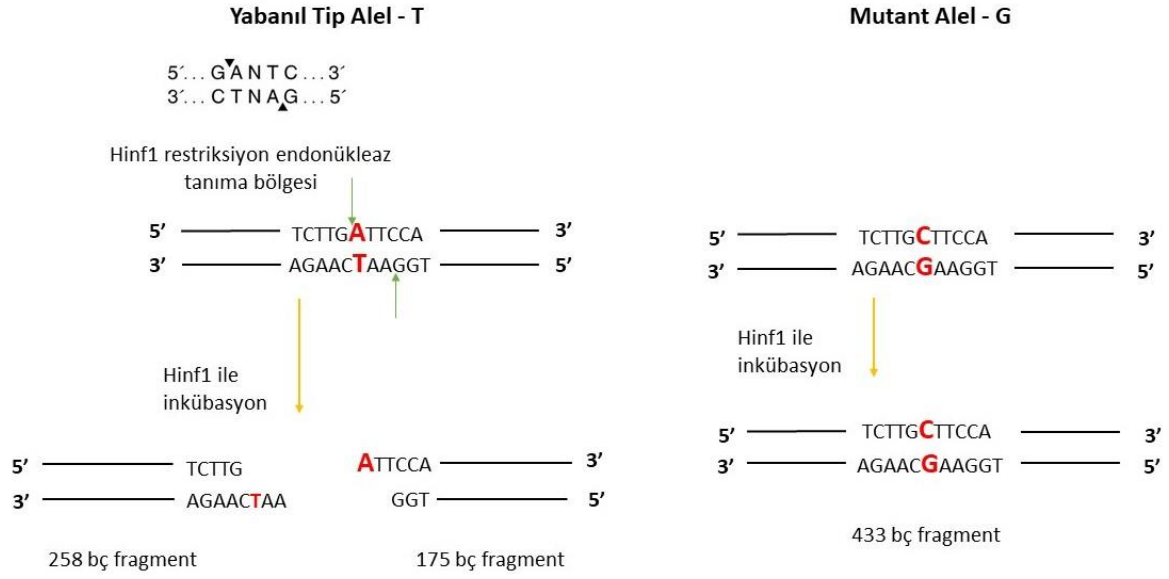 Yabanıl Tip Alel - T
Mutant Alel - G
5´... G A N T C ... 3´
3´... C T N A G ... 5´
Hinf1 restriksiyon endonükleaz
tanıma bölgesi
5’ TCTTGATTCCA 3’
3’ AGAACTAAGGT 5’
5’ TCTTGCTTCCA 3’
3’ AGAACGAAGGT 5’
Hinf1 ile
inkübasyon
Hinf1 ile
inkübasyon
5’ TCTTG ATTCCA 3’
3’ AGAACTAA GGT 5’
258 bç fragment
175 bç fragment
5’ TCTTGCTTCCA 3’
3’ AGAACGAAGGT 5’
433 bç fragment